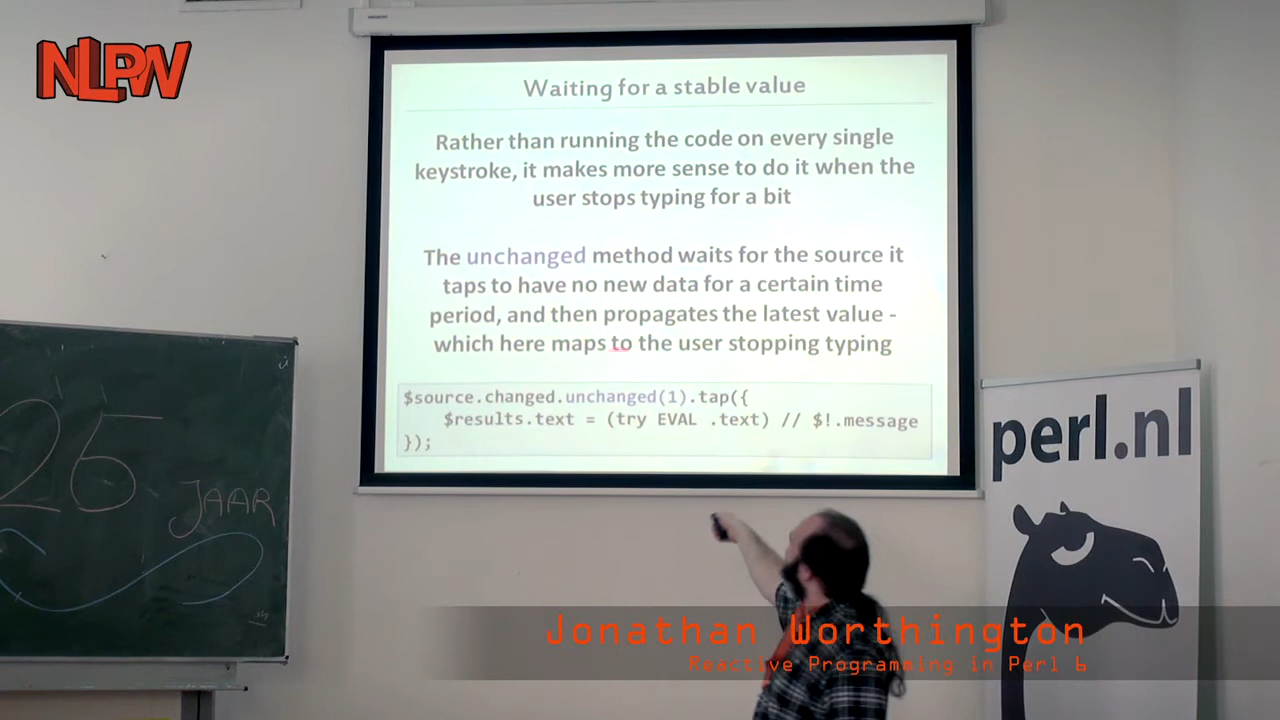 NLPW
Waiting for a stable value
Rather than running the code on every single
keystroke, it makes more sense to do it when the
user stops typing for a bit
The unchanged method waits for the source it
taps to have no new data for a certain time
period, and then propagates the latest value -
which here maps to the user stopping typing
$source.changed.unchanged(1).tap({
$results.text = (try EVAL .text) // $!.message
});
25
JAAR
perl.nl
Jonathan Worthington
Reactive Programming in Perl 6